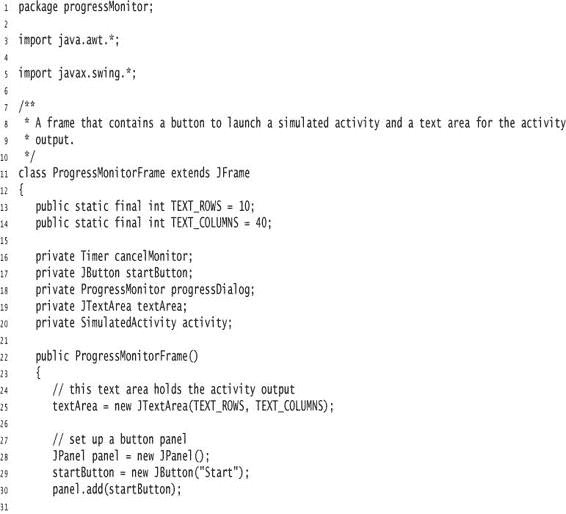 1 package progressMonitor;
2
3 import java.awt.*;
4
5 import javax.swing.*;
6
7 /**
8  * A frame that contains a button to launch a simulated activity and a text area for the activity
9  * output.
10  */
11 class ProgressMonitorFrame extends JFrame
12 {
13    public static final int TEXT_ROWS = 10;
14    public static final int TEXT_COLUMNS = 40;
15
16    private Timer cancelMonitor;
17    private JButton startButton;
18    private ProgressMonitor progressDialog;
19    private JTextArea textArea;
20    private SimulatedActivity activity;
21
22    public ProgressMonitorFrame()
23    {
24       // this text area holds the activity output
25       textArea = new JTextArea(TEXT_ROWS, TEXT_COLUMNS);
26
27       // set up a button panel
28       JPanel panel = new JPanel();
29       startButton = new JButton("Start");
30       panel.add(startButton);
31